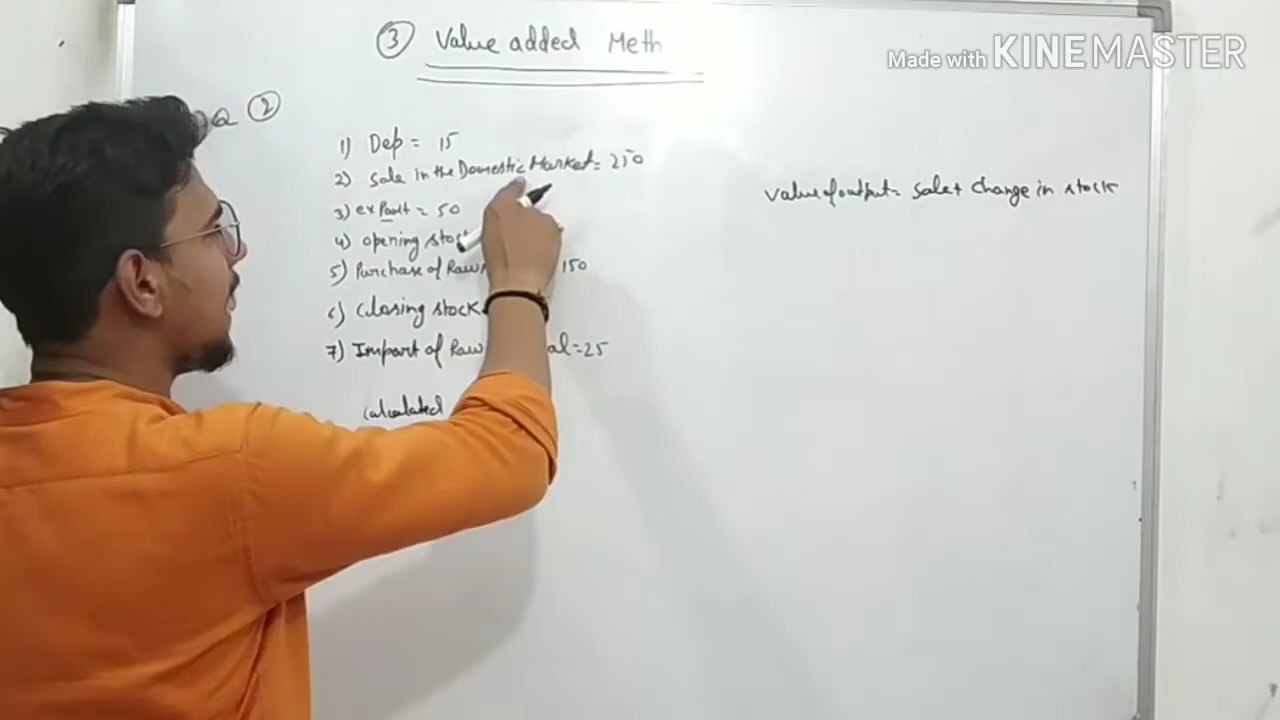 ③ Value added Meth
Made with KINEMASTER
②
1) Dep = 15
2) Sale in the Domestic Market = 250
Value of output = Sale + Change in stock
3) export = 50
4) opening stoc
5) Purchase of Raw 150
6) Closing stock
7) Import of Raw al = 25
Calculated